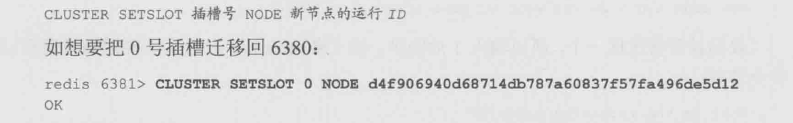 CLUSTER SETSLOT 插槽号 NODE 新节点的运行 ID
如想要把 0 号插槽迁移回 6380:
redis 6381> CLUSTER SETSLOT 0 NODE d4f906940d68714db787a60837f57fa496de5d12
OK